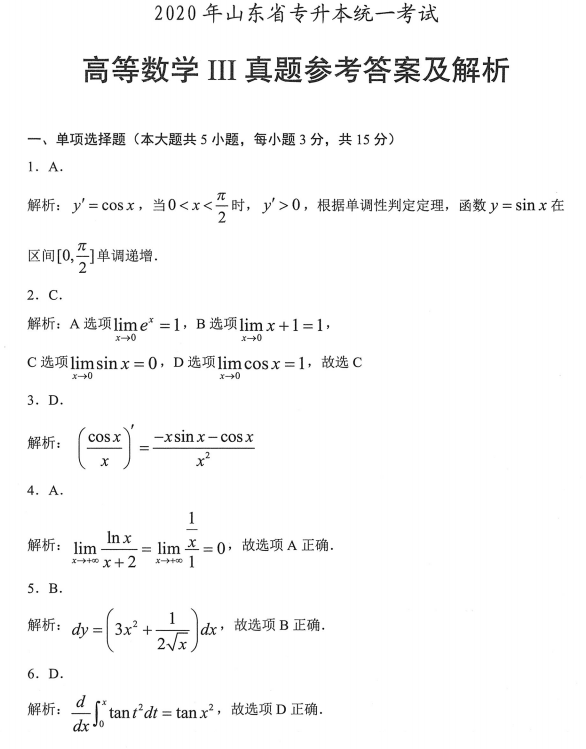 2020 年山东省专升本统一考试
高等数学 III 真题参考答案及解析
一、单项选择题（本大题共 5 小题，每小题 3 分，共 15 分）
1．A．
解析：y′ = cos x，当 0 < x < π/2 时，y′ > 0，根据单调性判定定理，函数 y = sin x 在
区间[0, π/2]单调递增．
2．C．
解析：A 选项 lim_{x→0} e^x = 1，B 选项 lim_{x→0} x + 1 = 1，
C 选项 lim_{x→0} sin x = 0，D 选项 lim_{x→0} cos x = 1，故选 C
3．D．
解析：(cos x / x)′ = (−x sin x − cos x) / x²
4．A．
解析：lim_{x→+∞} ln x / (x + 2) = lim_{x→+∞} (1/x) / 1 = 0，故选项 A 正确．
5．B．
解析：dy = (3x² + 1/(2√x)) dx，故选项 B 正确．
6．D．
解析：d/dx ∫₀ˣ tan t² dt = tan x²，故选项 D 正确．